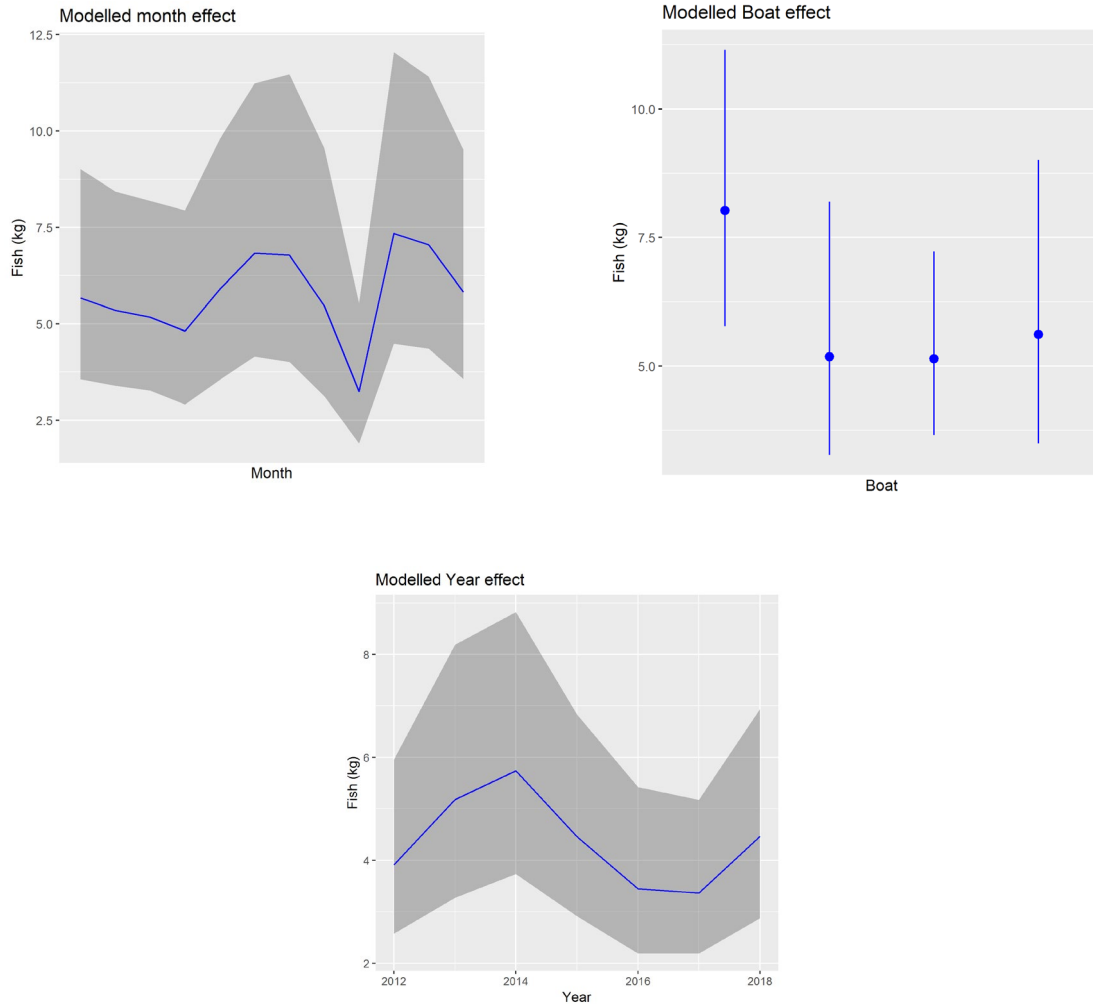 Modelled month effect
12.5
10.0
7.5
5.0
2.5
Fish (kg)
Month
Modelled Boat effect
10.0
7.5
5.0
Fish (kg)
Boat
Modelled Year effect
8
6
4
2
Fish (kg)
2012 2014 2016 2018
Year